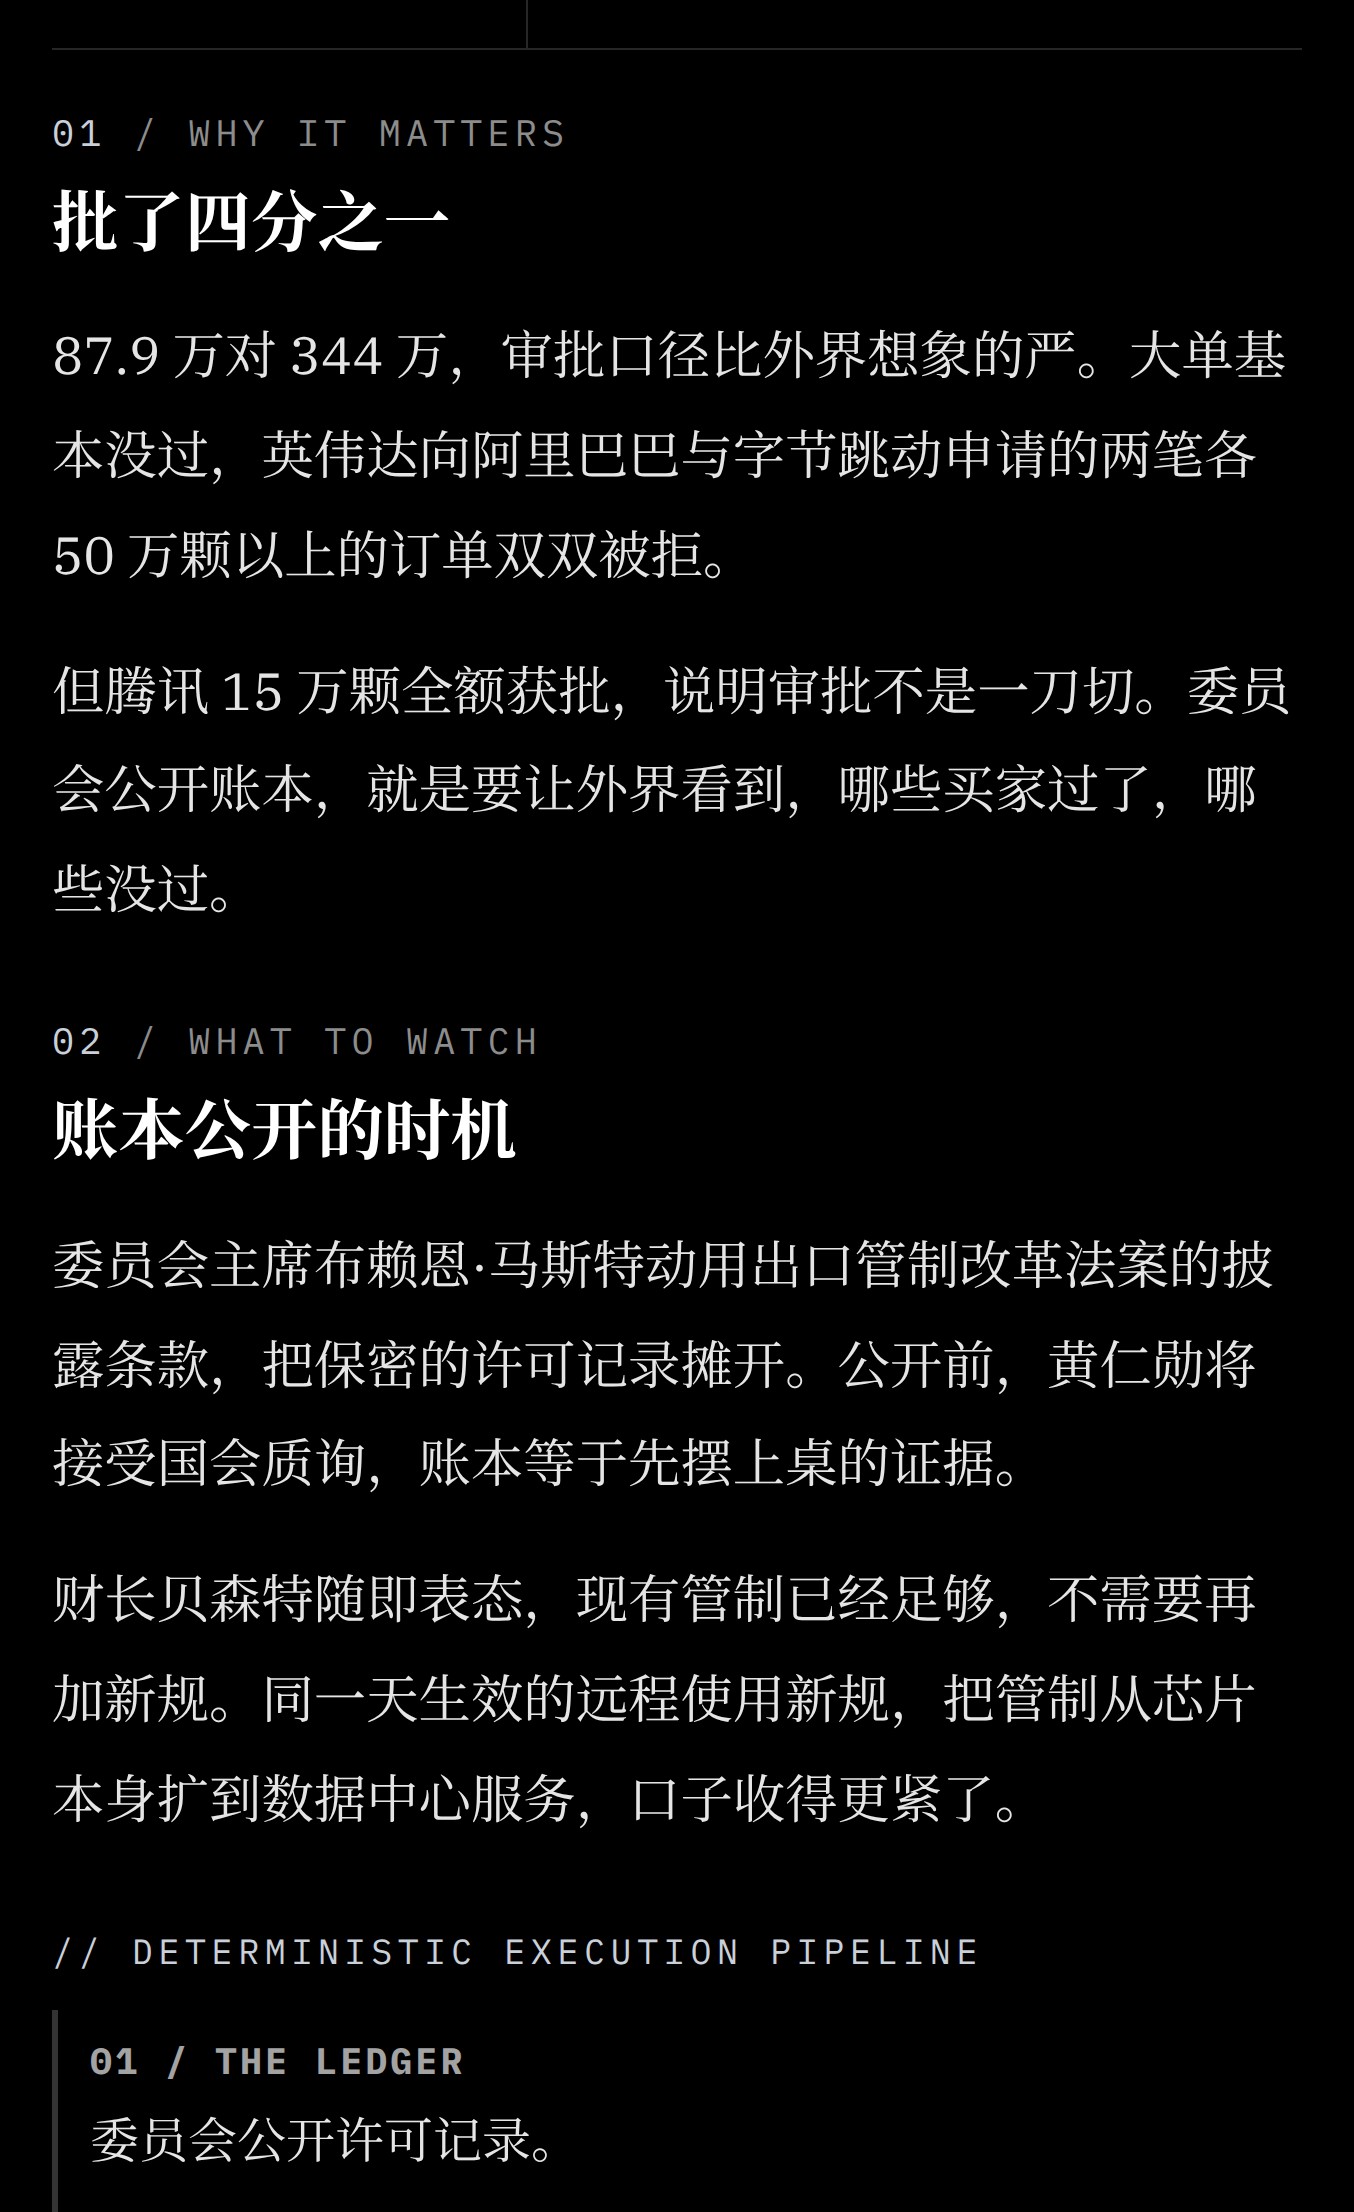 01 / WHY IT MATTERS
批了四分之一
87.9 万对 344 万，审批口径比外界想象的严。大单基
本没过，英伟达向阿里巴巴与字节跳动申请的两笔各
50 万颗以上的订单双双被拒。
但腾讯 15 万颗全额获批，说明审批不是一刀切。委员
会公开账本，就是要让外界看到，哪些买家过了，哪
些没过。
02 / WHAT TO WATCH
账本公开的时机
委员会主席布赖恩·马斯特动用出口管制改革法案的披
露条款，把保密的许可记录摊开。公开前，黄仁勋将
接受国会质询，账本等于先摆上桌的证据。
财长贝森特随即表态，现有管制已经足够，不需要再
加新规。同一天生效的远程使用新规，把管制从芯片
本身扩到数据中心服务，口子收得更紧了。
// DETERMINISTIC EXECUTION PIPELINE
01 / THE LEDGER
委员会公开许可记录。